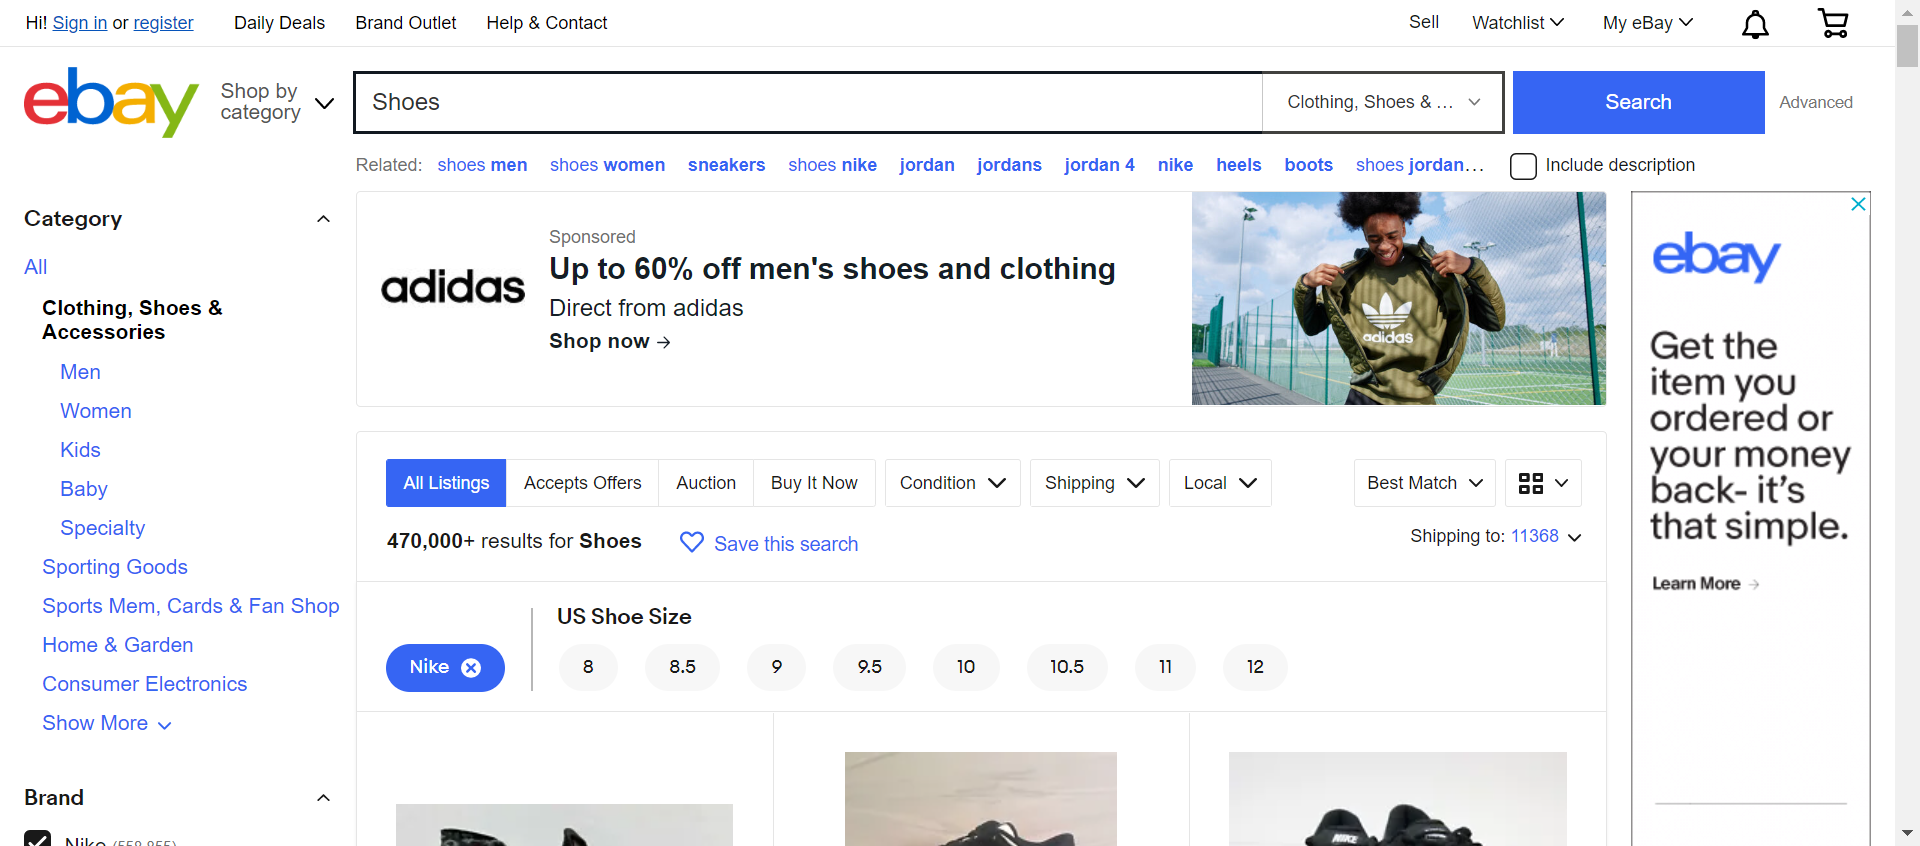 Hi! Sign in or register
Daily Deals
Brand Outlet
Help & Contact
Sell
Watchlist
My eBay
ebay
Shop by
category
Shoes
Clothing, Shoes & ...
Search
Advanced
Related: shoes men shoes women sneakers shoes nike jordan jordans jordan 4 nike heels boots shoes jordan...
Include description
Category
All
Clothing, Shoes &
Accessories
Men
Women
Kids
Baby
Specialty
Sporting Goods
Sports Mem, Cards & Fan Shop
Home & Garden
Consumer Electronics
Show More
Brand
Nike (558,855)
adidas
Sponsored
Up to 60% off men's shoes and clothing
Direct from adidas
Shop now →
adidas
All Listings
Accepts Offers
Auction
Buy It Now
Condition
Shipping
Local
Best Match
470,000+ results for Shoes
Save this search
Shipping to: 11368
Nike
US Shoe Size
8
8.5
9
9.5
10
10.5
11
12
NIKE
ebay
Get the
item you
ordered or
your money
back- it's
that simple.
Learn More →